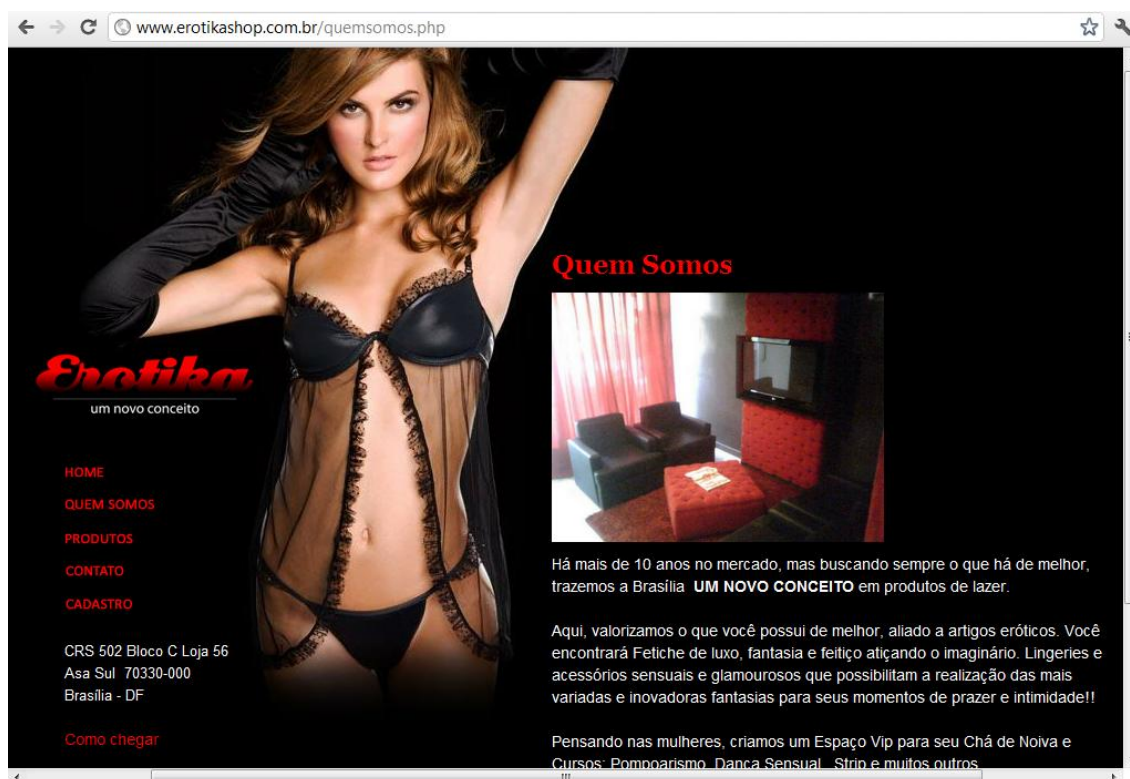 www.erotikashop.com.br/quemsomos.php
Quem Somos
Erotika
um novo conceito
HOME
QUEM SOMOS
PRODUTOS
CONTATO
CADASTRO
CRS 502 Bloco C Loja 56
Asa Sul 70330-000
Brasília - DF
Como chegar
Há mais de 10 anos no mercado, mas buscando sempre o que há de melhor,
trazemos a Brasília UM NOVO CONCEITO em produtos de lazer.
Aqui, valorizamos o que você possui de melhor, aliado a artigos eróticos. Você
encontrará Fetiche de luxo, fantasia e feitiço atiçando o imaginário. Lingeries e
acessórios sensuais e glamourosos que possibilitam a realização das mais
variadas e inovadoras fantasias para seus momentos de prazer e intimidade!!
Pensando nas mulheres, criamos um Espaço Vip para seu Chá de Noiva e
Cursos: Pompoarismo, Dança Sensual, Strip e muitos outros